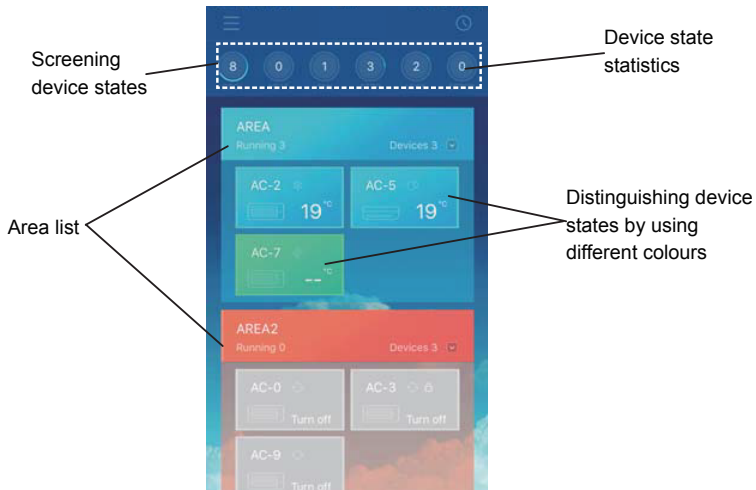 Screening
device states
Device state
statistics
8 0 1 3 2 0
AREA
Running 3 Devices 3
AC-2
19 °C
AC-5
19 °C
AC-7
-- °C
Area list
Distinguishing device
states by using
different colours
AREA2
Running 0 Devices 3
AC-0
Turn off
AC-3
Turn off
AC-9
Turn off